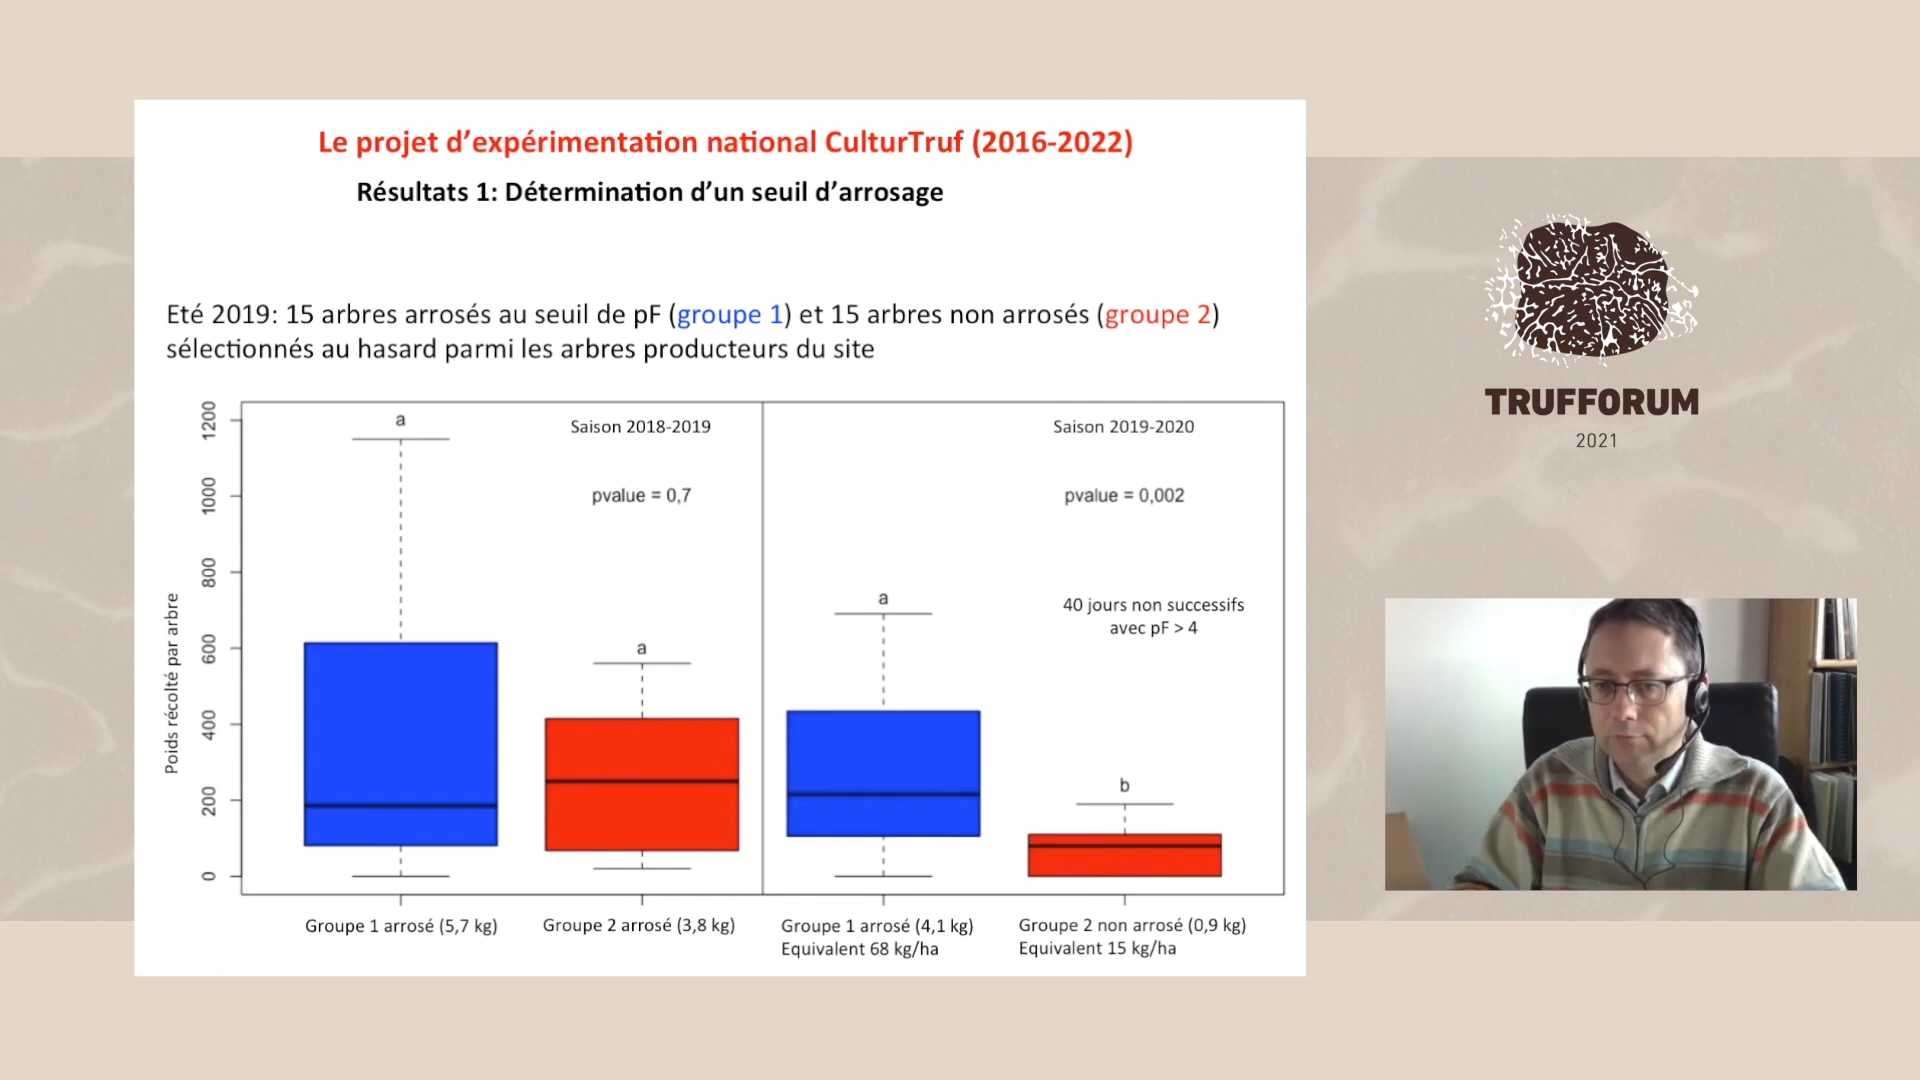 Le projet d’expérimentation national CulturTruf (2016-2022)
Résultats 1: Détermination d’un seuil d’arrosage
Eté 2019: 15 arbres arrosés au seuil de pF (groupe 1) et 15 arbres non arrosés (groupe 2)
sélectionnés au hasard parmi les arbres producteurs du site
Poids récolté par arbre
1200
1000
800
600
400
200
0
a
Saison 2018-2019
pvalue = 0,7
a
Saison 2019-2020
pvalue = 0,002
40 jours non successifs
avec pF > 4
a
b
Groupe 1 arrosé (5,7 kg)
Groupe 2 arrosé (3,8 kg)
Groupe 1 arrosé (4,1 kg)
Equivalent 68 kg/ha
Groupe 2 non arrosé (0,9 kg)
Equivalent 15 kg/ha
TRUFFORUM
2021